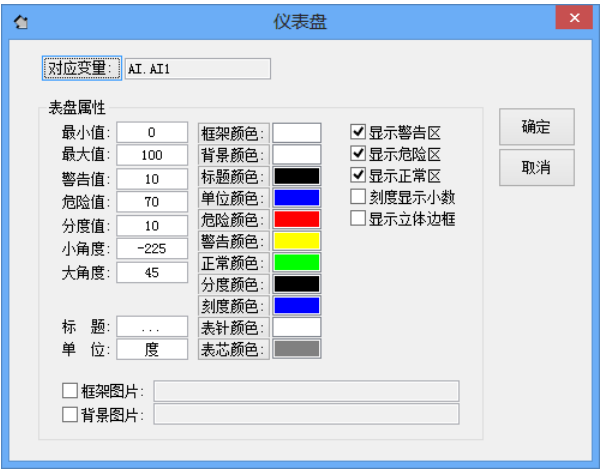 仪表盘
对应变量: AI.AI1
表盘属性
最小值: 0 框架颜色: 显示警告区 确定
最大值: 100 背景颜色: 显示危险区
警告值: 10 标题颜色: 显示正常区 取消
危险值: 70 单位颜色: 刻度显示小数
分度值: 10 危险颜色: 显示立体边框
小角度: -225 警告颜色:
大角度: 45 正常颜色:
分度颜色:
刻度颜色:
标 题: ... 表针颜色:
单 位: 度 表芯颜色:
框架图片:
背景图片: